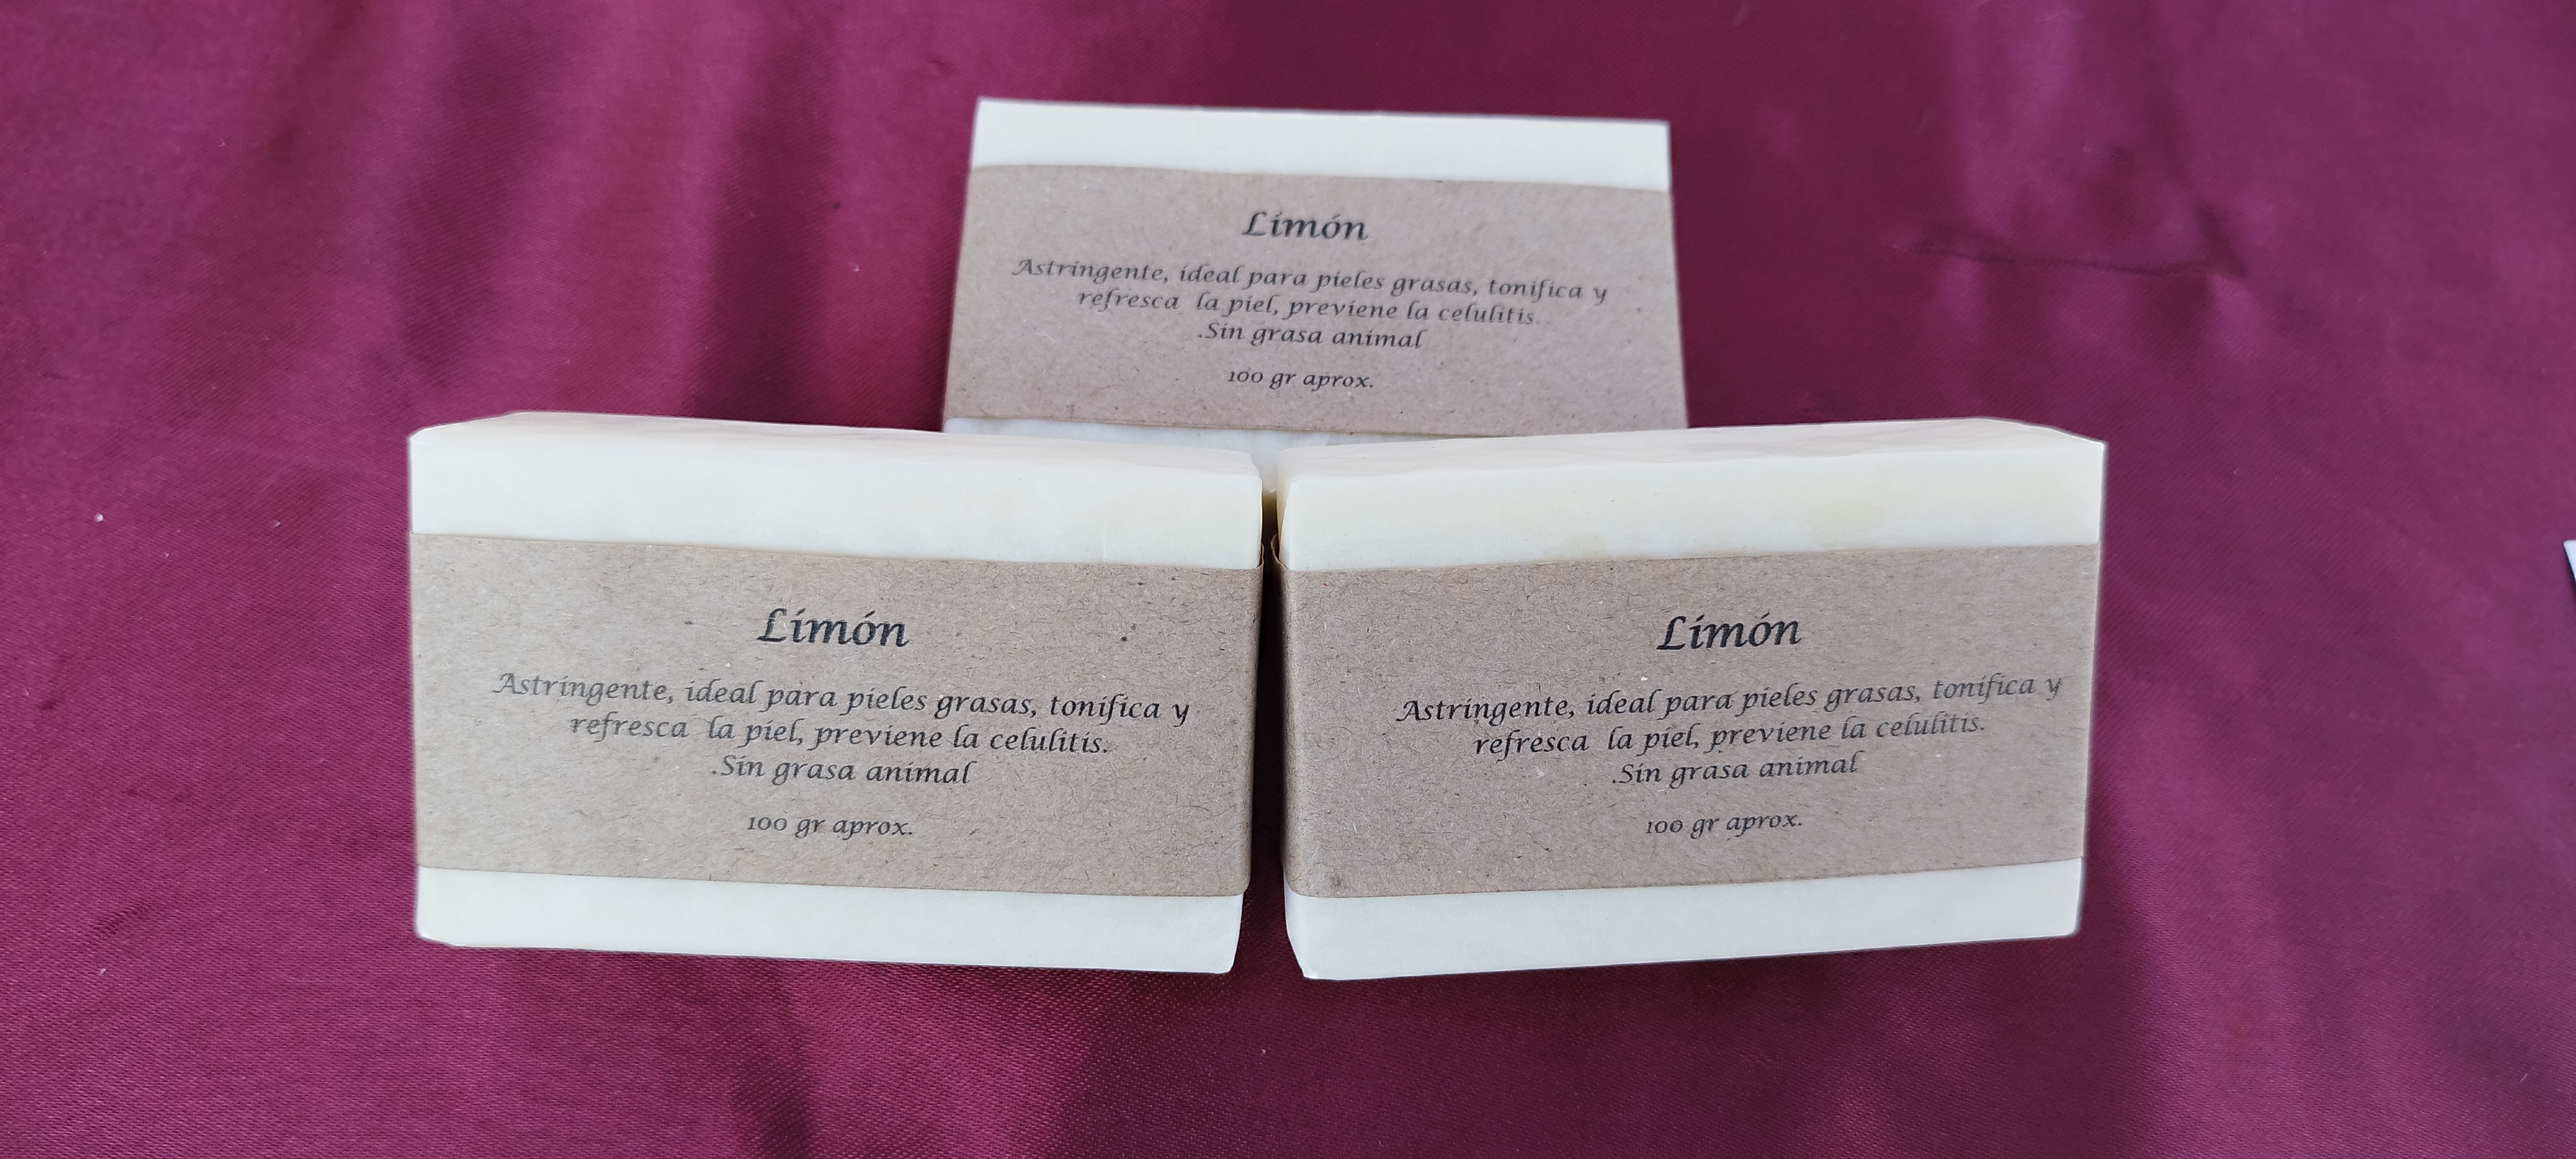 Limón
Astringente, ideal para pieles grasas, tonifica y
refresca la piel, previene la celulitis.
.Sin grasa animal
100 gr aprox.
Limón
Astringente, ideal para pieles grasas, tonifica y
refresca la piel, previene la celulitis.
.Sin grasa animal
100 gr aprox.
Limón
Astringente, ideal para pieles grasas, tonifica y
refresca la piel, previene la celulitis.
.Sin grasa animal
100 gr aprox.